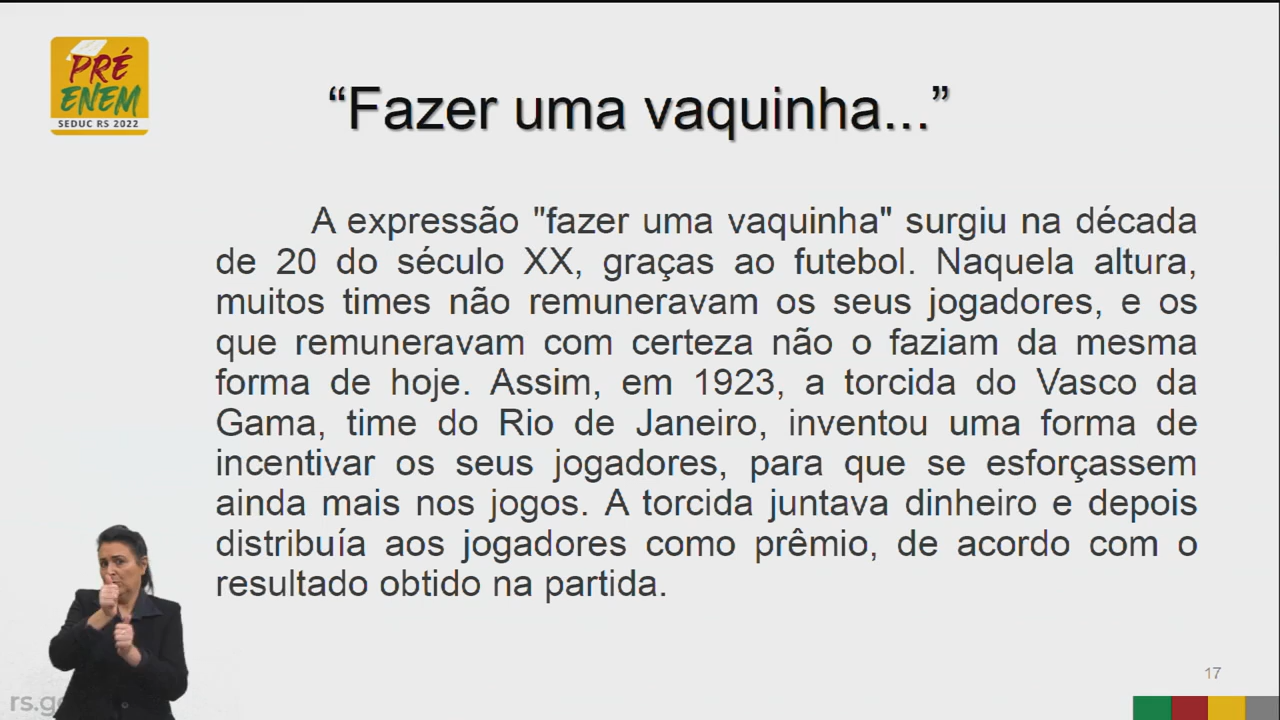 PRÉ
ENEM
SEDUC RS 2022
“Fazer uma vaquinha...”
A expressão "fazer uma vaquinha" surgiu na década
de 20 do século XX, graças ao futebol. Naquela altura,
muitos times não remuneravam os seus jogadores, e os
que remuneravam com certeza não o faziam da mesma
forma de hoje. Assim, em 1923, a torcida do Vasco da
Gama, time do Rio de Janeiro, inventou uma forma de
incentivar os seus jogadores, para que se esforçassem
ainda mais nos jogos. A torcida juntava dinheiro e depois
distribuía aos jogadores como prêmio, de acordo com o
resultado obtido na partida.
17